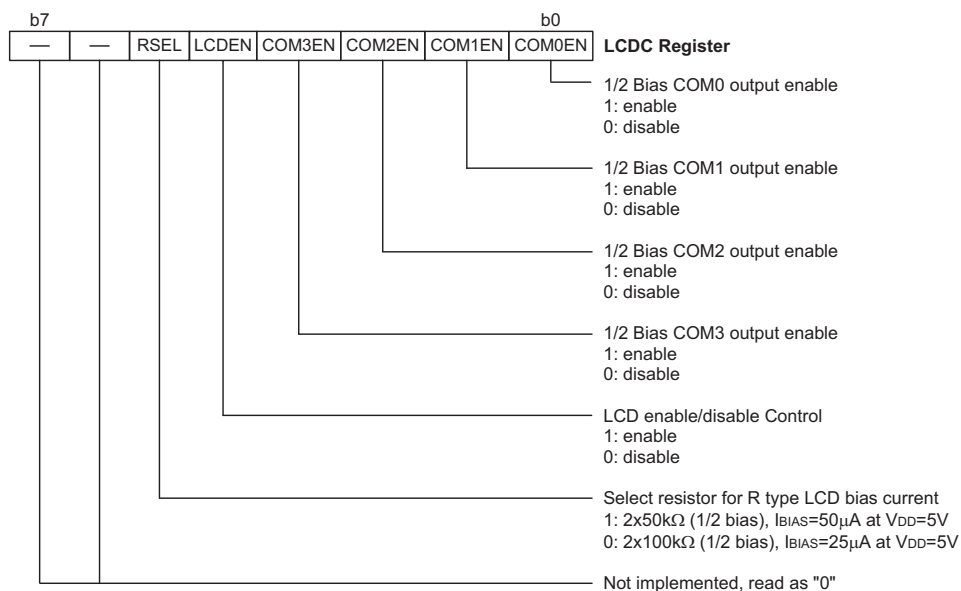 b7 b0
— — RSEL LCDEN COM3EN COM2EN COM1EN COM0EN LCDC Register
1/2 Bias COM0 output enable
1: enable
0: disable
1/2 Bias COM1 output enable
1: enable
0: disable
1/2 Bias COM2 output enable
1: enable
0: disable
1/2 Bias COM3 output enable
1: enable
0: disable
LCD enable/disable Control
1: enable
0: disable
Select resistor for R type LCD bias current
1: 2x50kΩ (1/2 bias), IBIAS=50μA at VDD=5V
0: 2x100kΩ (1/2 bias), IBIAS=25μA at VDD=5V
Not implemented, read as "0"